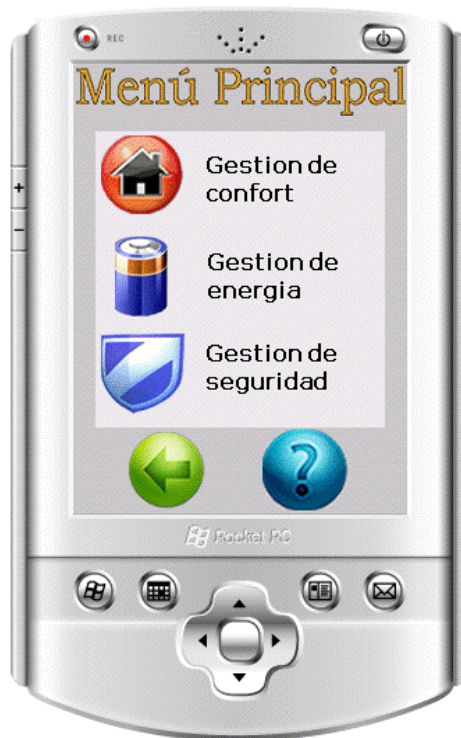 REC
Menú Principal
Gestion de
confort
Gestion de
energia
Gestion de
seguridad
?
Pocket PC